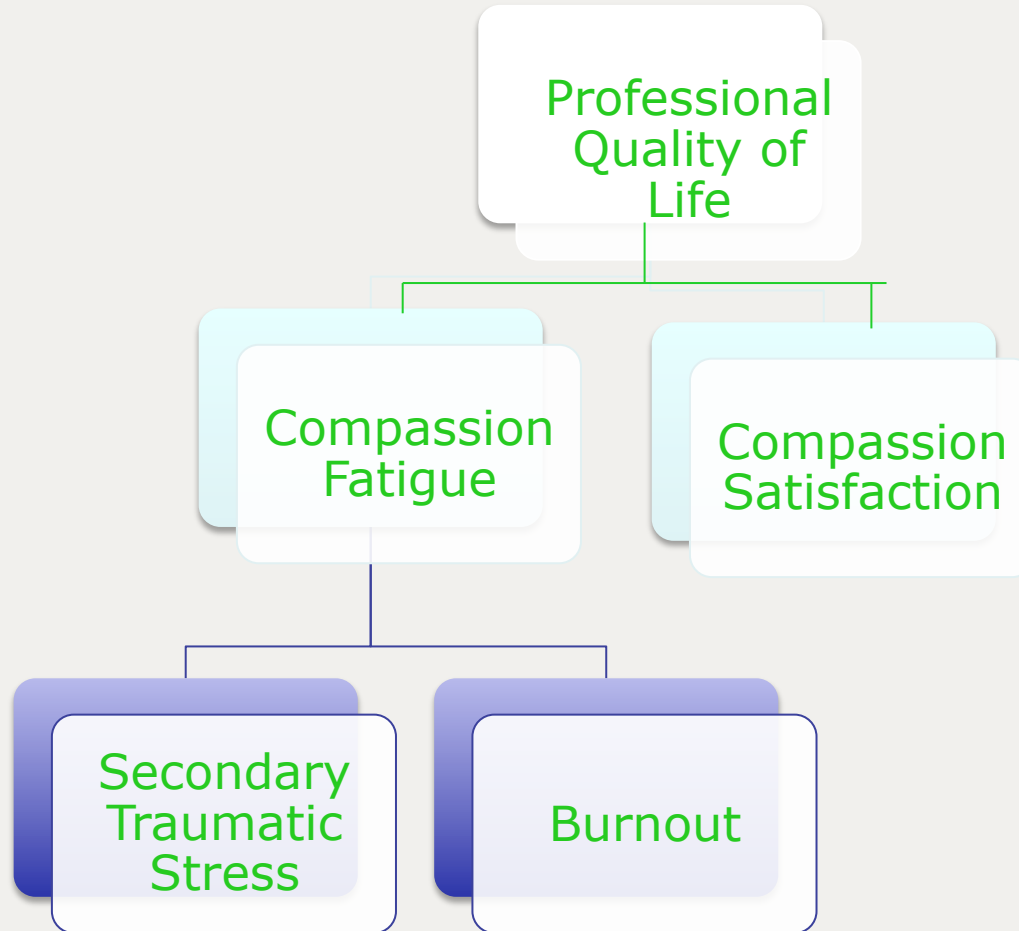 Professional
Quality of
Life
Compassion
Fatigue
Compassion
Satisfaction
Secondary
Traumatic
Stress
Burnout